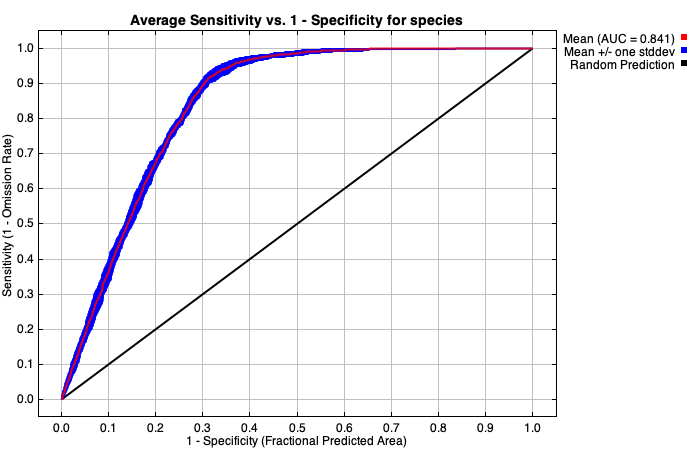 Average Sensitivity vs. 1 - Specificity for species
Mean (AUC = 0.841)
Mean +/- one stddev
Random Prediction
Sensitivity (1 - Omission Rate)
1.0
0.9
0.8
0.7
0.6
0.5
0.4
0.3
0.2
0.1
0.0
0.0 0.1 0.2 0.3 0.4 0.5 0.6 0.7 0.8 0.9 1.0
1 - Specificity (Fractional Predicted Area)